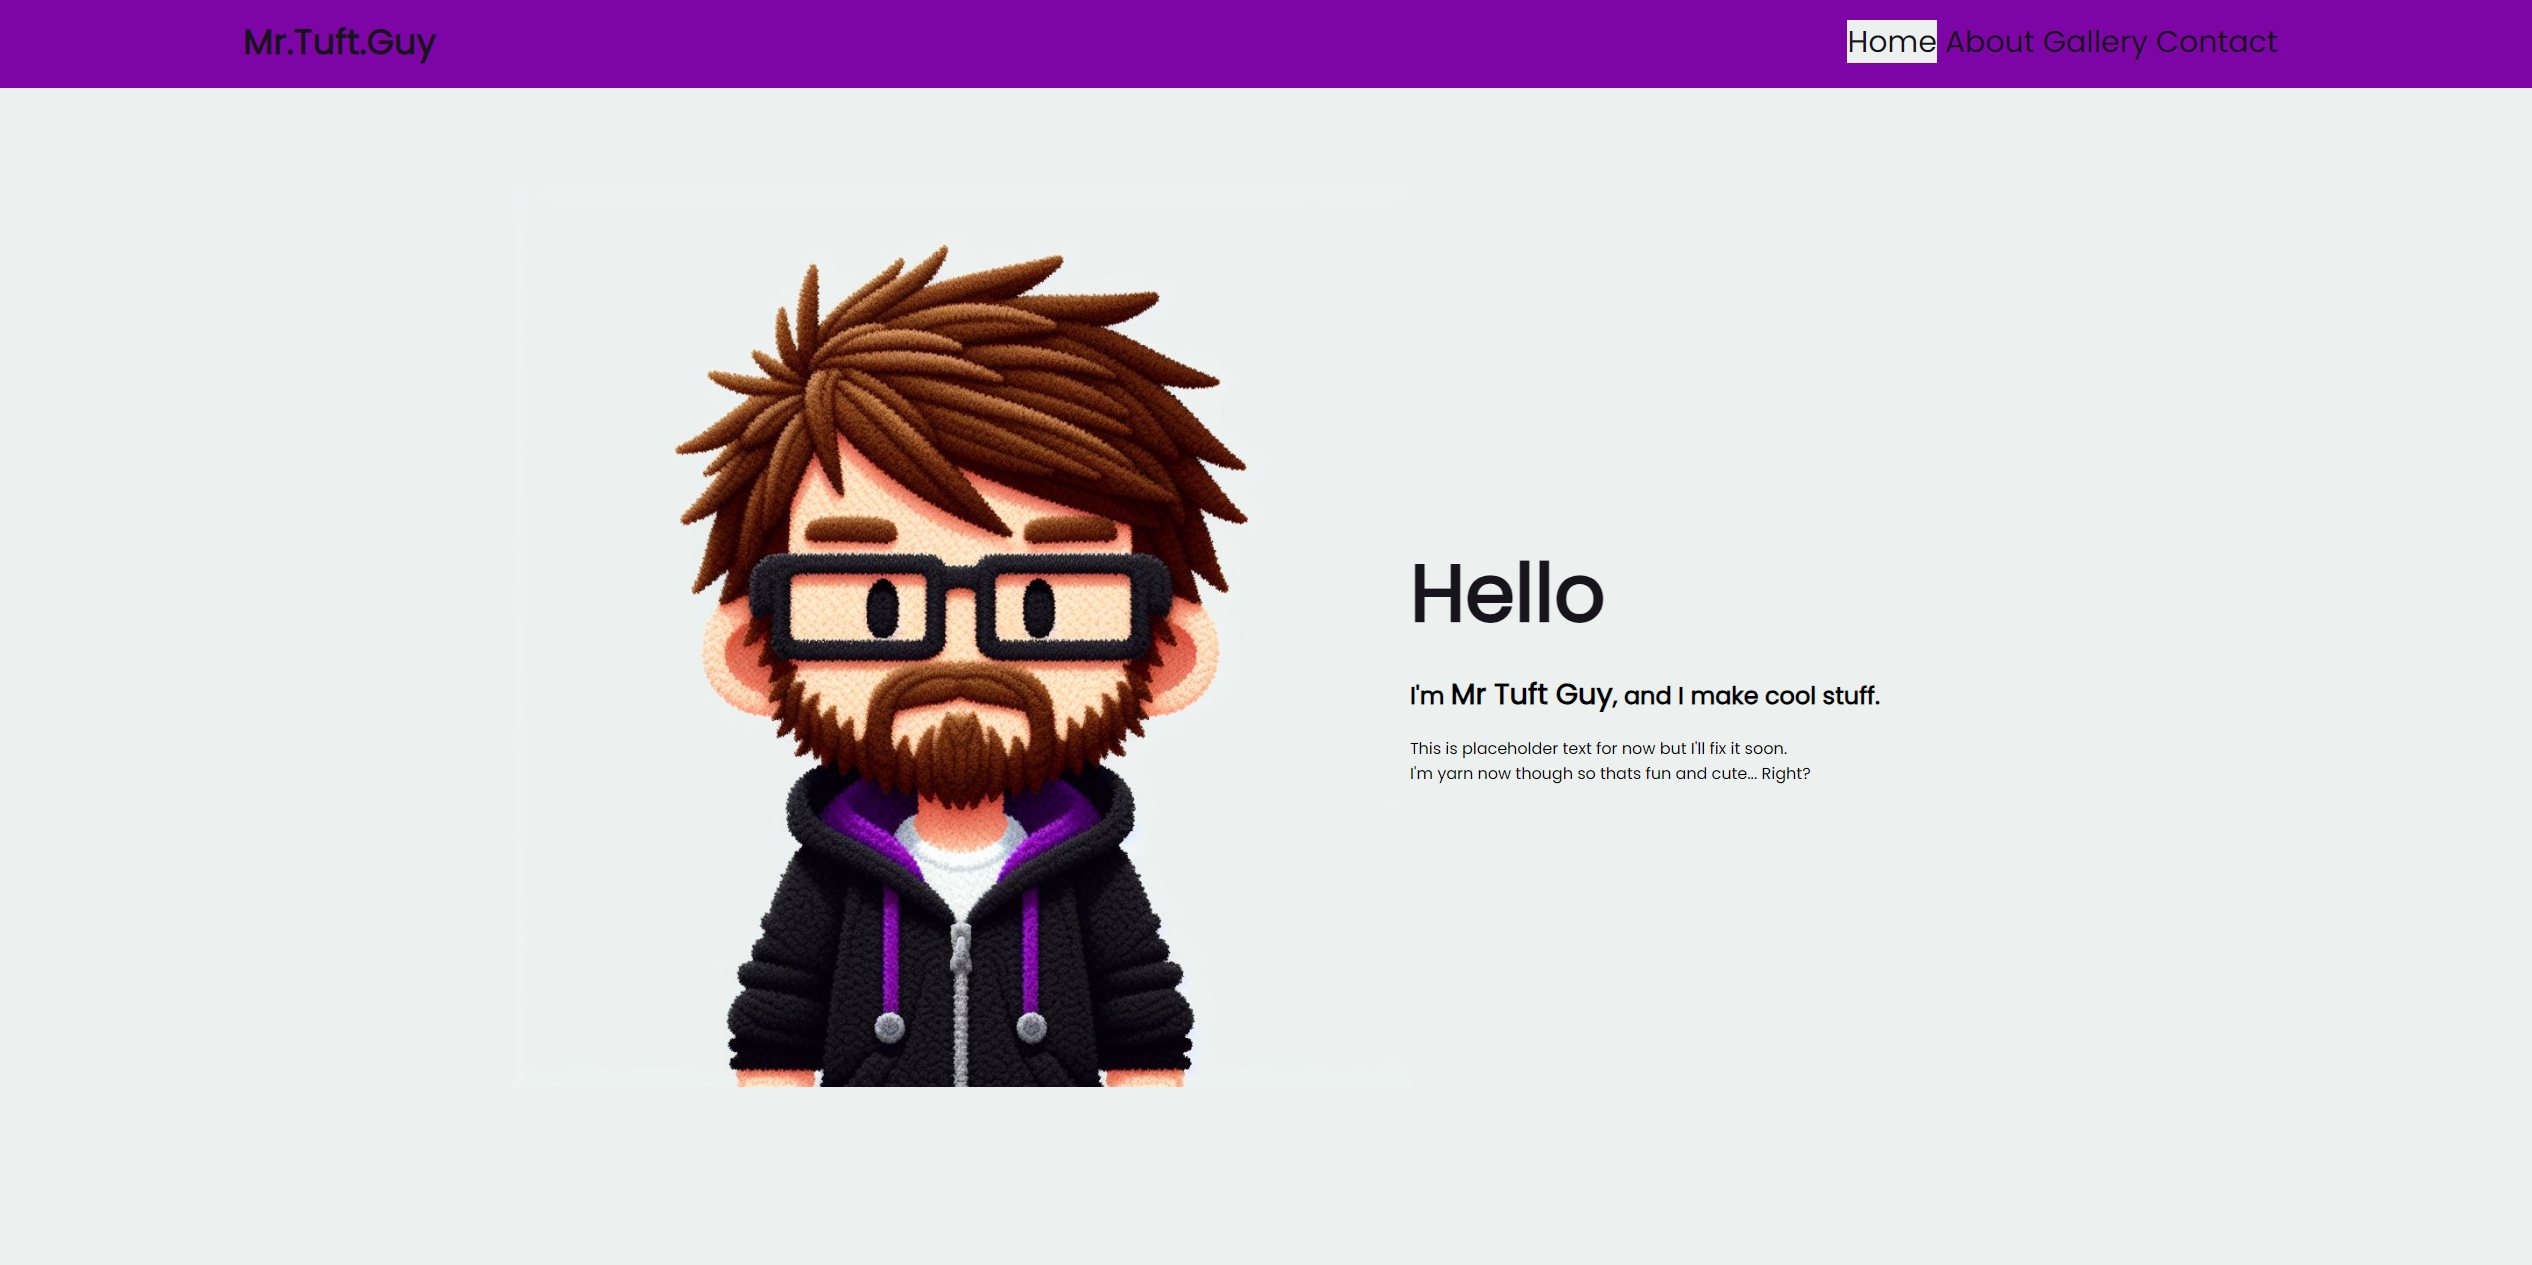 Mr.Tuft.Guy
Home About Gallery Contact
Hello
I'm Mr Tuft Guy, and I make cool stuff.
This is placeholder text for now but I'll fix it soon.
I'm yarn now though so thats fun and cute... Right?